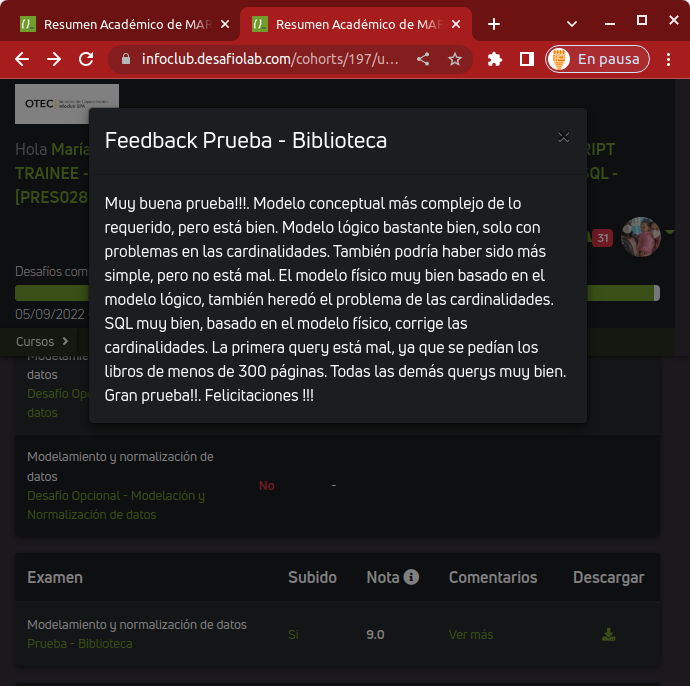 Resumen Académico de MAR
Resumen Académico de MAR
infoclub.desafiolab.com/cohorts/197/u...
En pausa
OTEC
Hola María
IPT
TRAINEE -
SQL -
[PRES028
31
Desafíos com
05/09/2022
Cursos
Feedback Prueba - Biblioteca
Muy buena prueba!!!. Modelo conceptual más complejo de lo
requerido, pero está bien. Modelo lógico bastante bien, solo con
problemas en las cardinalidades. También podría haber sido más
simple, pero no está mal. El modelo físico muy bien basado en el
modelo lógico, también heredó el problema de las cardinalidades.
SQL muy bien, basado en el modelo físico, corrige las
cardinalidades. La primera query está mal, ya que se pedían los
libros de menos de 300 páginas. Todas las demás querys muy bien.
Gran prueba!!. Felicitaciones !!!
Modelamiento y normalización de
datos
Desafío Op
datos
Modelamiento y normalización de
datos
Desafío Opcional - Modelación y
Normalización de datos
No
-
Examen Subido Nota Comentarios Descargar
Modelamiento y normalización de datos
Prueba - Biblioteca
Si 9.0 Ver más